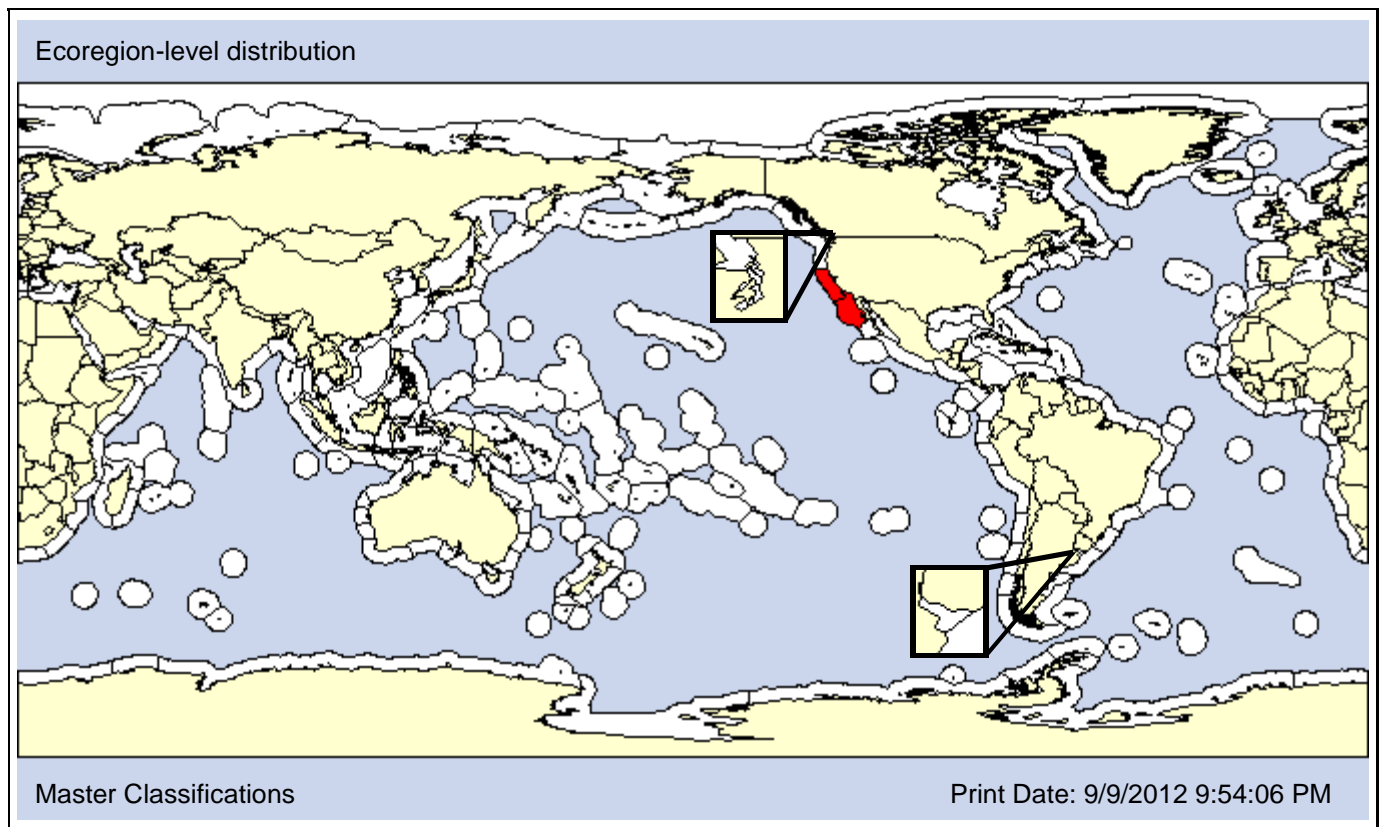 Ecoregion-level distribution
Master Classifications
Print Date: 9/9/2012 9:54:06 PM